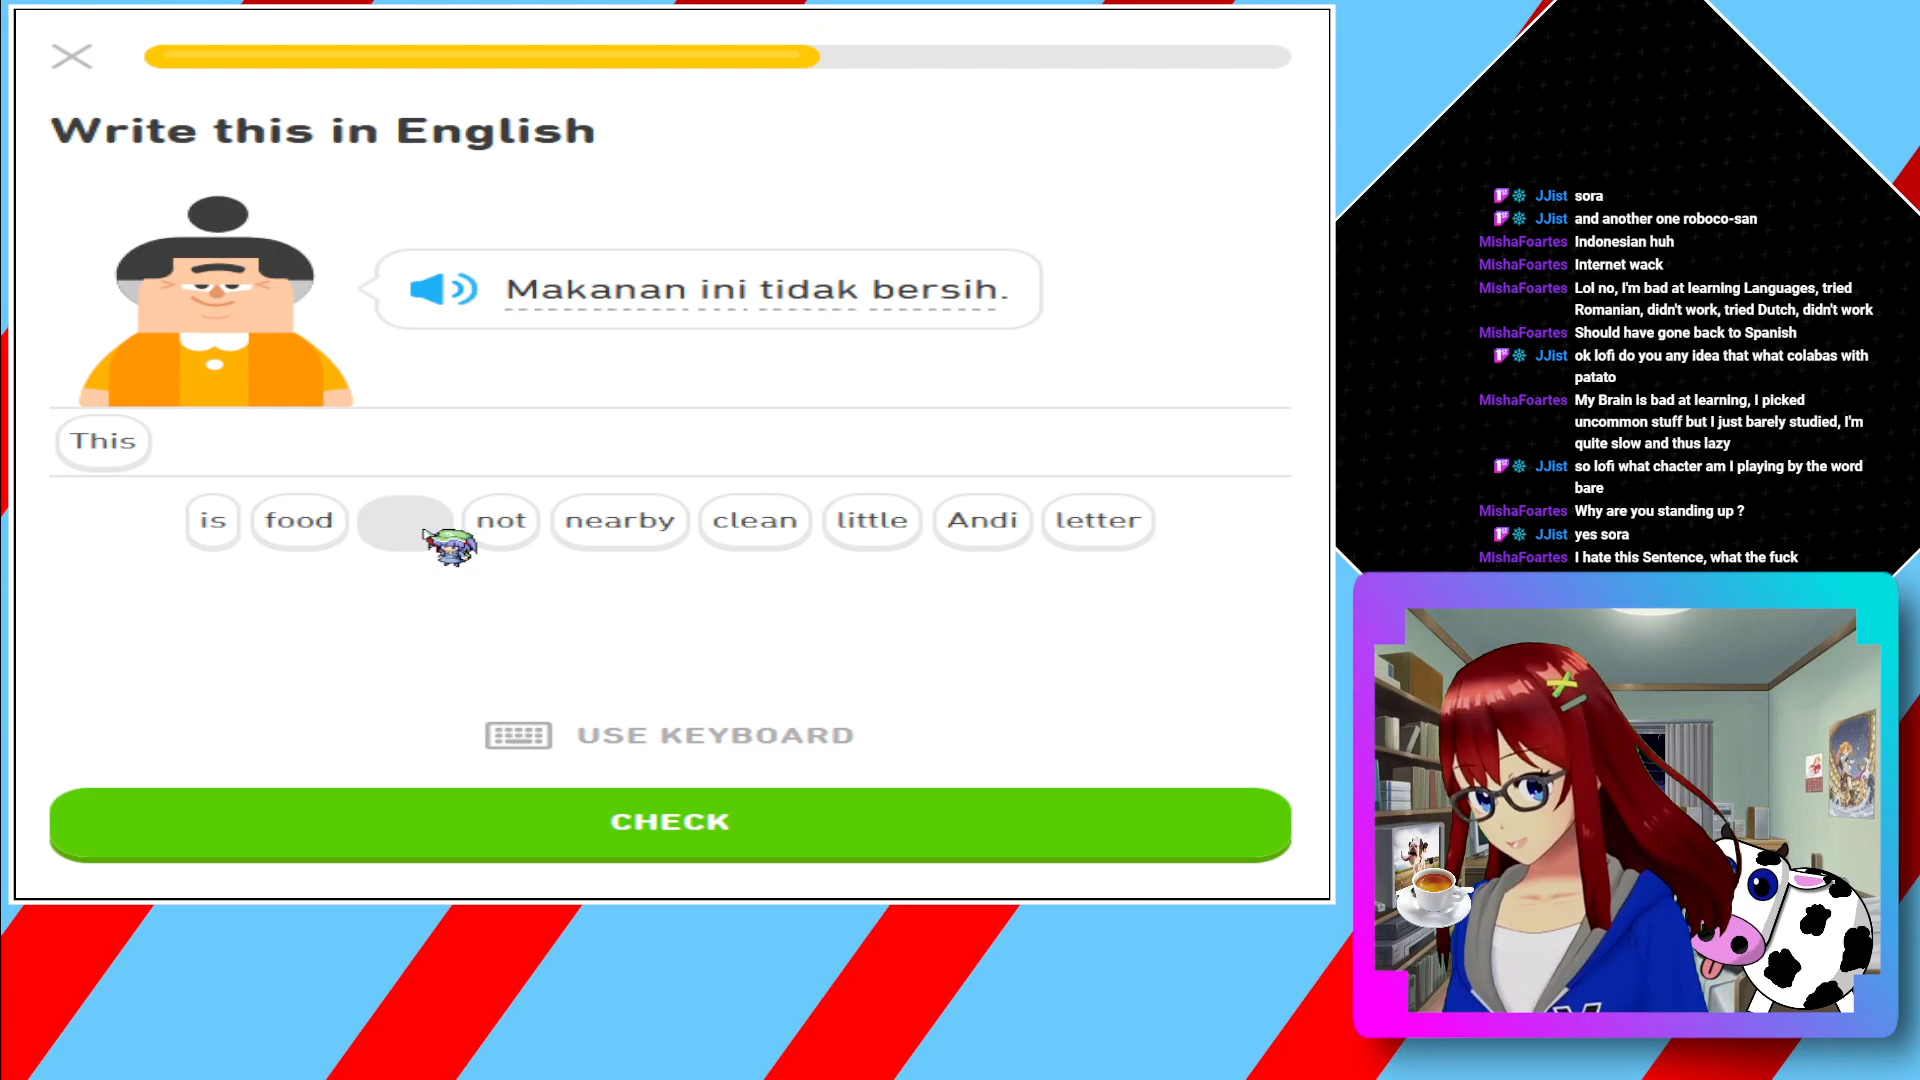 Write this in English
Makanan ini tidak bersih.
This
is food not nearby clean little Andi letter
USE KEYBOARD
CHECK
JJist sora
JJist and another one roboco-san
MishaFoartes Indonesian huh
MishaFoartes Internet wack
MishaFoartes Lol no, I'm bad at learning Languages, tried
Romanian, didn't work, tried Dutch, didn't work
MishaFoartes Should have gone back to Spanish
JJist ok lofi do you any idea that what colabas with
patato
MishaFoartes My Brain is bad at learning, I picked
uncommon stuff but I just barely studied, I'm
quite slow and thus lazy
JJist so lofi what chacter am I playing by the word
bare
MishaFoartes Why are you standing up ?
JJist yes sora
MishaFoartes I hate this Sentence, what the fuck